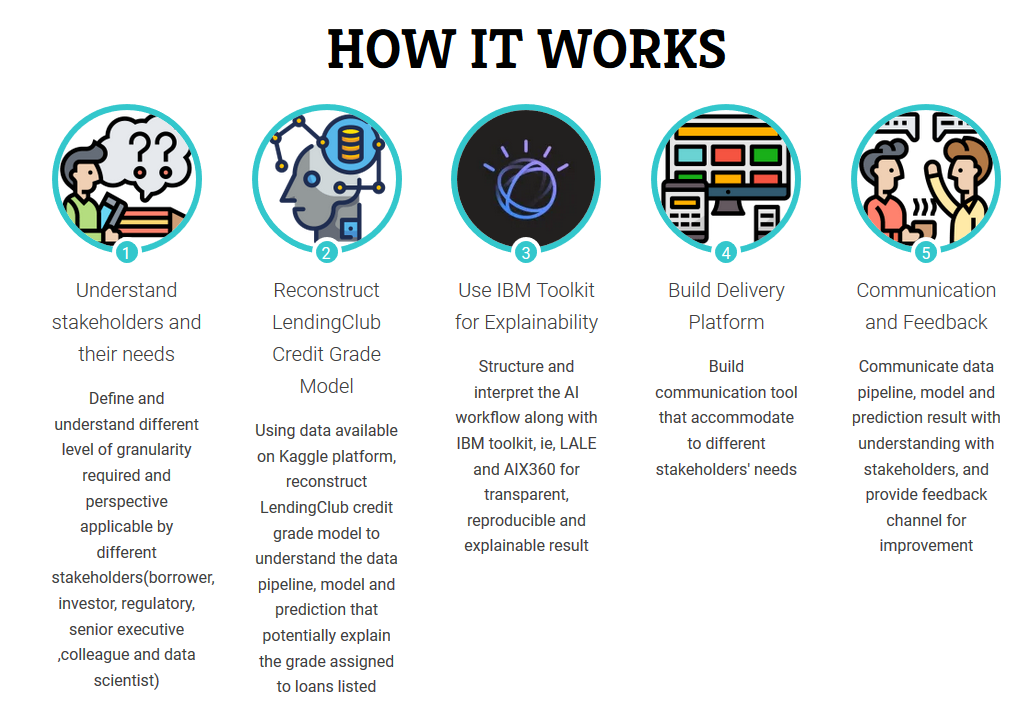 HOW IT WORKS
??
1
Understand
stakeholders and
their needs
Define and
understand different
level of granularity
required and
perspective
applicable by
different
stakeholders(borrower,
investor, regulatory,
senior executive
,colleague and data
scientist)
2
Reconstruct
LendingClub
Credit Grade
Model
Using data available
on Kaggle platform,
reconstruct
LendingClub credit
grade model to
understand the data
pipeline, model and
prediction that
potentially explain
the grade assigned
to loans listed
3
Use IBM Toolkit
for Explainability
Structure and
interpret the AI
workflow along with
IBM toolkit, ie, LALE
and AIX360 for
transparent,
reproducible and
explainable result
4
Build Delivery
Platform
Build
communication tool
that accommodate
to different
stakeholders' needs
5
Communication
and Feedback
Communicate data
pipeline, model and
prediction result with
understanding with
stakeholders, and
provide feedback
channel for
improvement